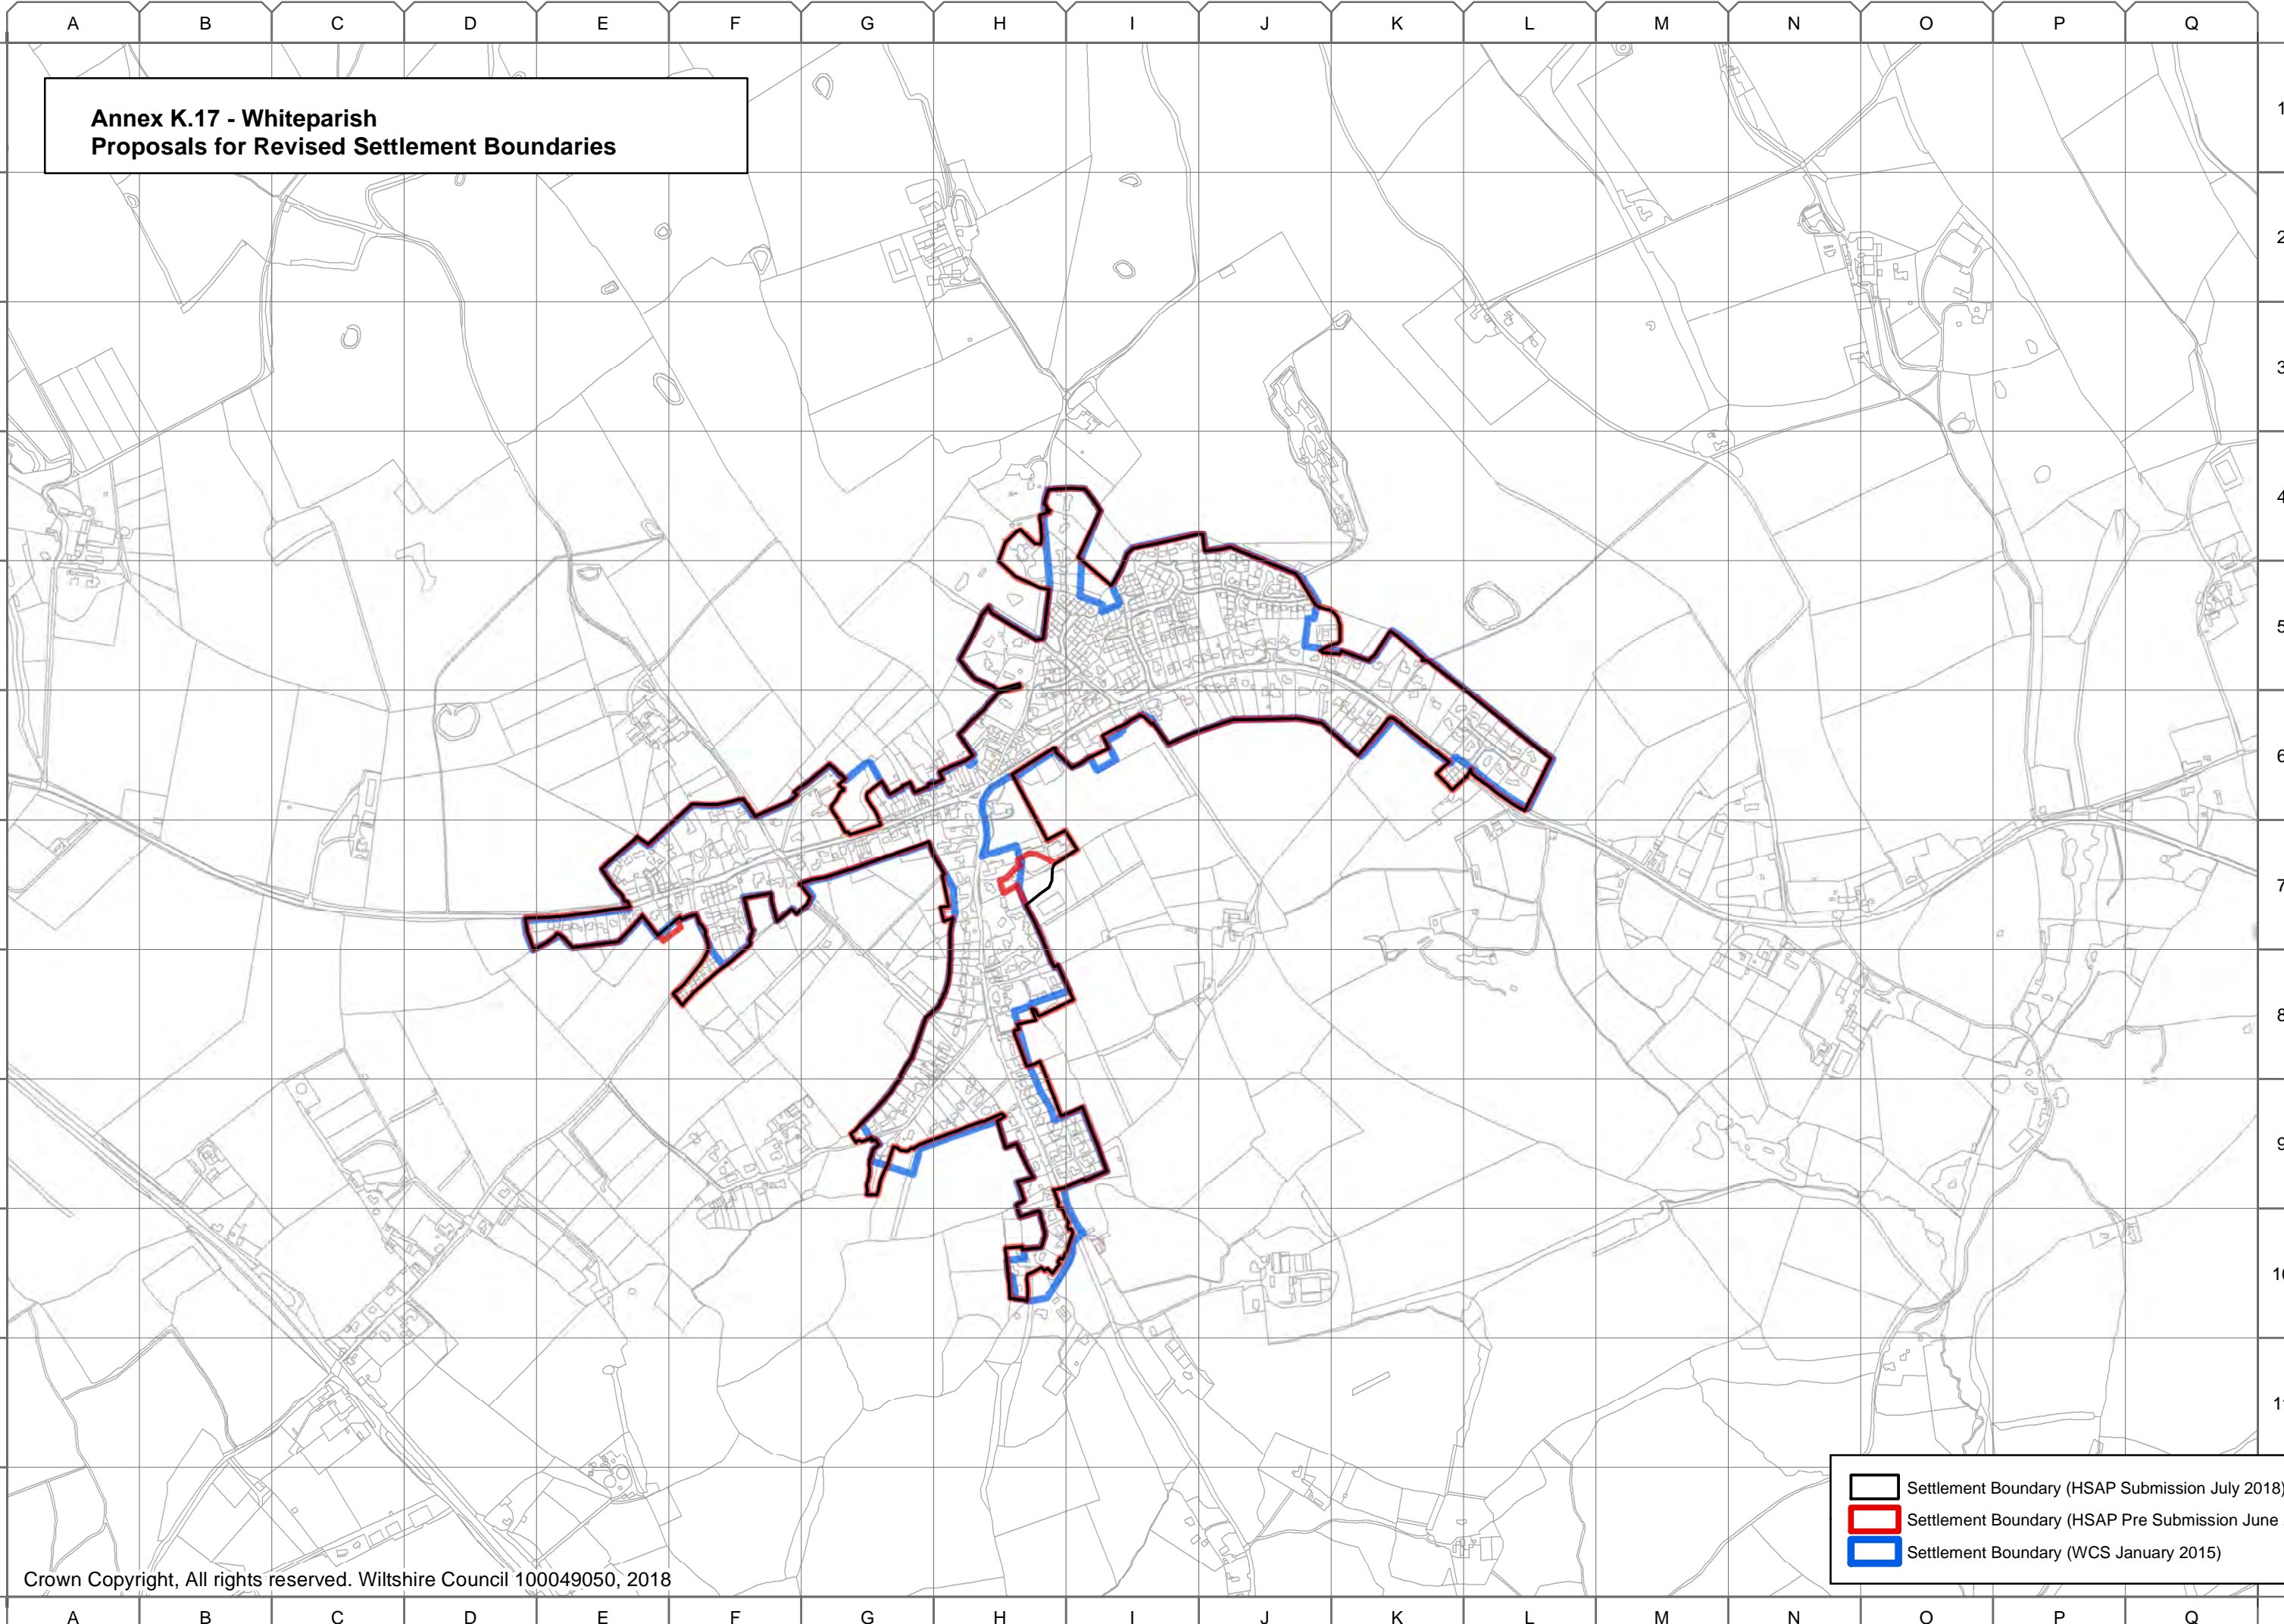 A B C D E F G H I J K L M N O P Q
Annex K.17 - Whiteparish
Proposals for Revised Settlement Boundaries
1
2
3
4
5
6
7
8
9
Settlement Boundary (HSAP Submission July 2018)
Settlement Boundary (HSAP Pre Submission June
Settlement Boundary (WCS January 2015)
Crown Copyright, All rights reserved. Wiltshire Council 100049050, 2018
A B C D E F G H I J K L M N O P Q